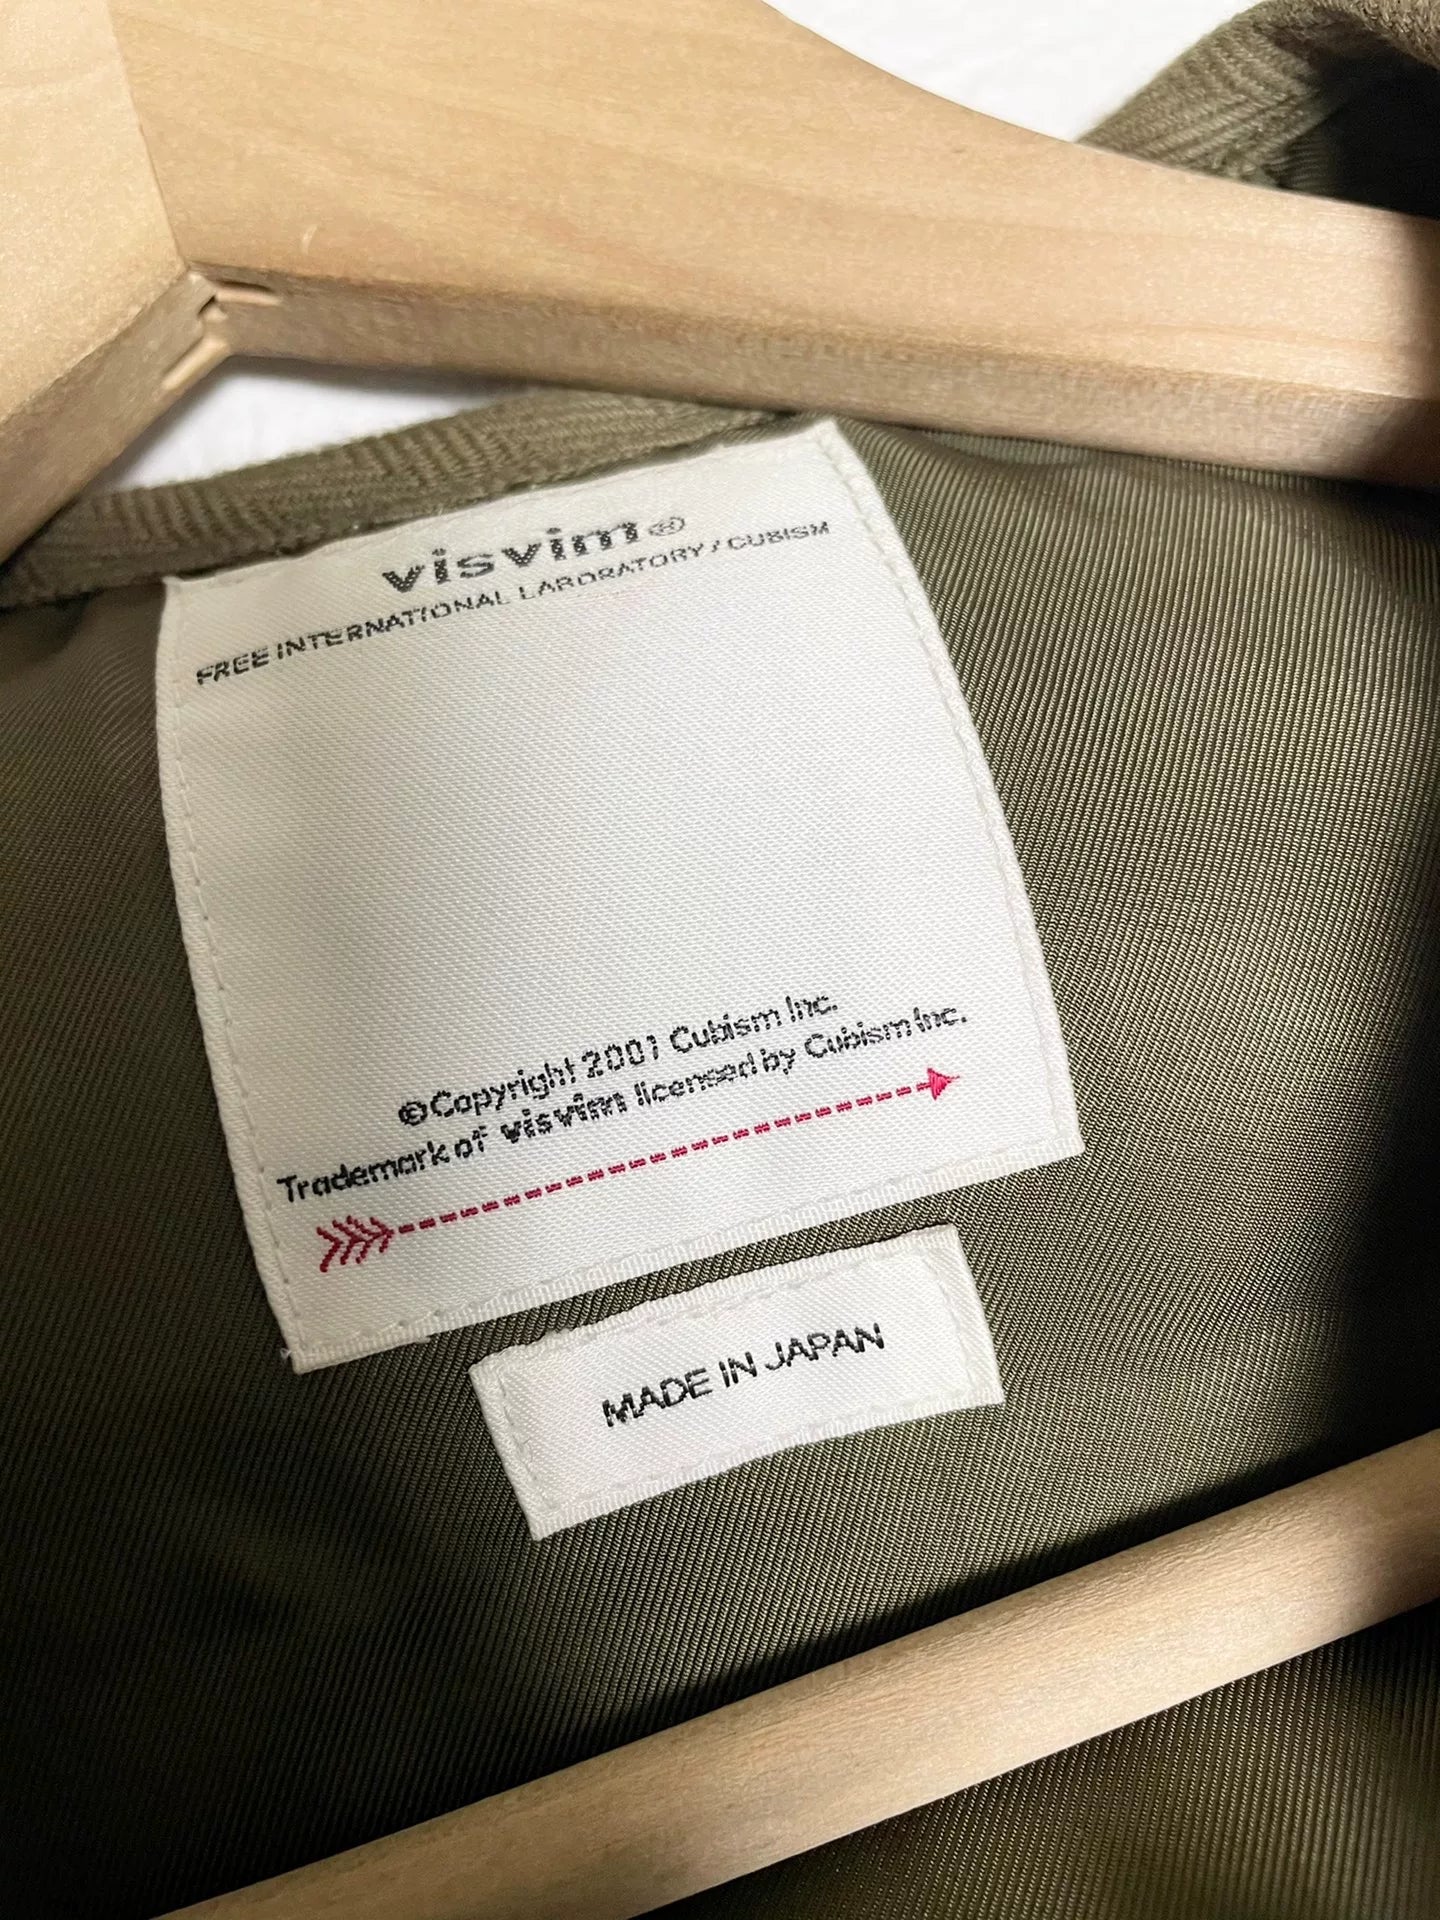 visvim®
FREE INTERNATIONAL LABORATORY / CUBISM
©Copyright 2001 Cubism Inc.
Trademark of visvim licensed by Cubism Inc.
MADE IN JAPAN